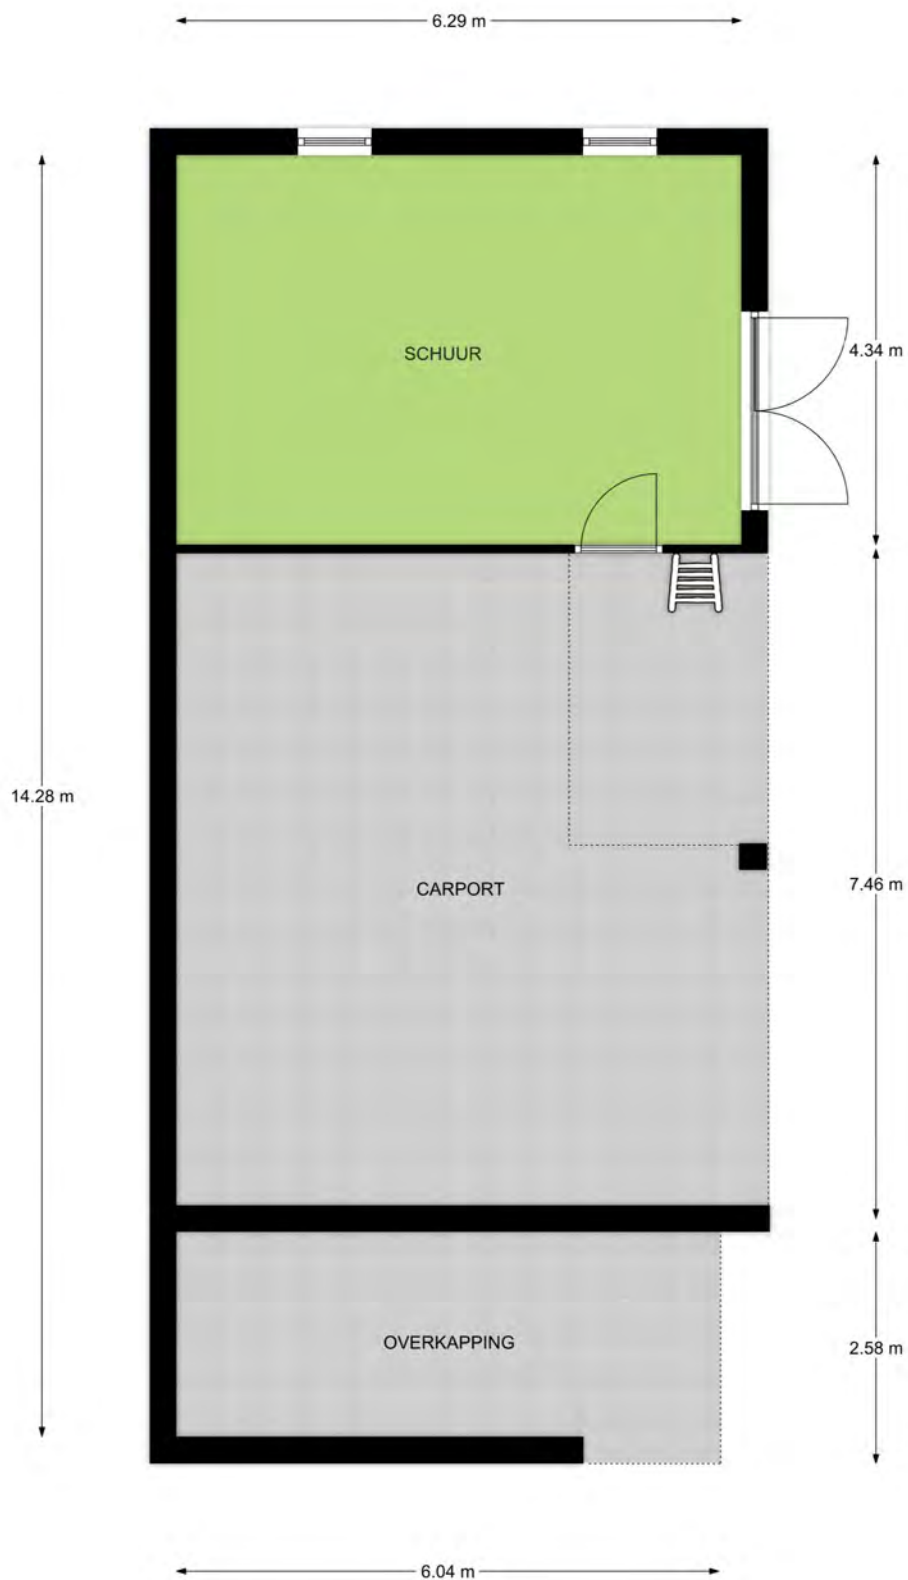 6.29 m
SCHUUR
4.34 m
14.28 m
CARPORT
7.46 m
OVERKAPPING
2.58 m
6.04 m